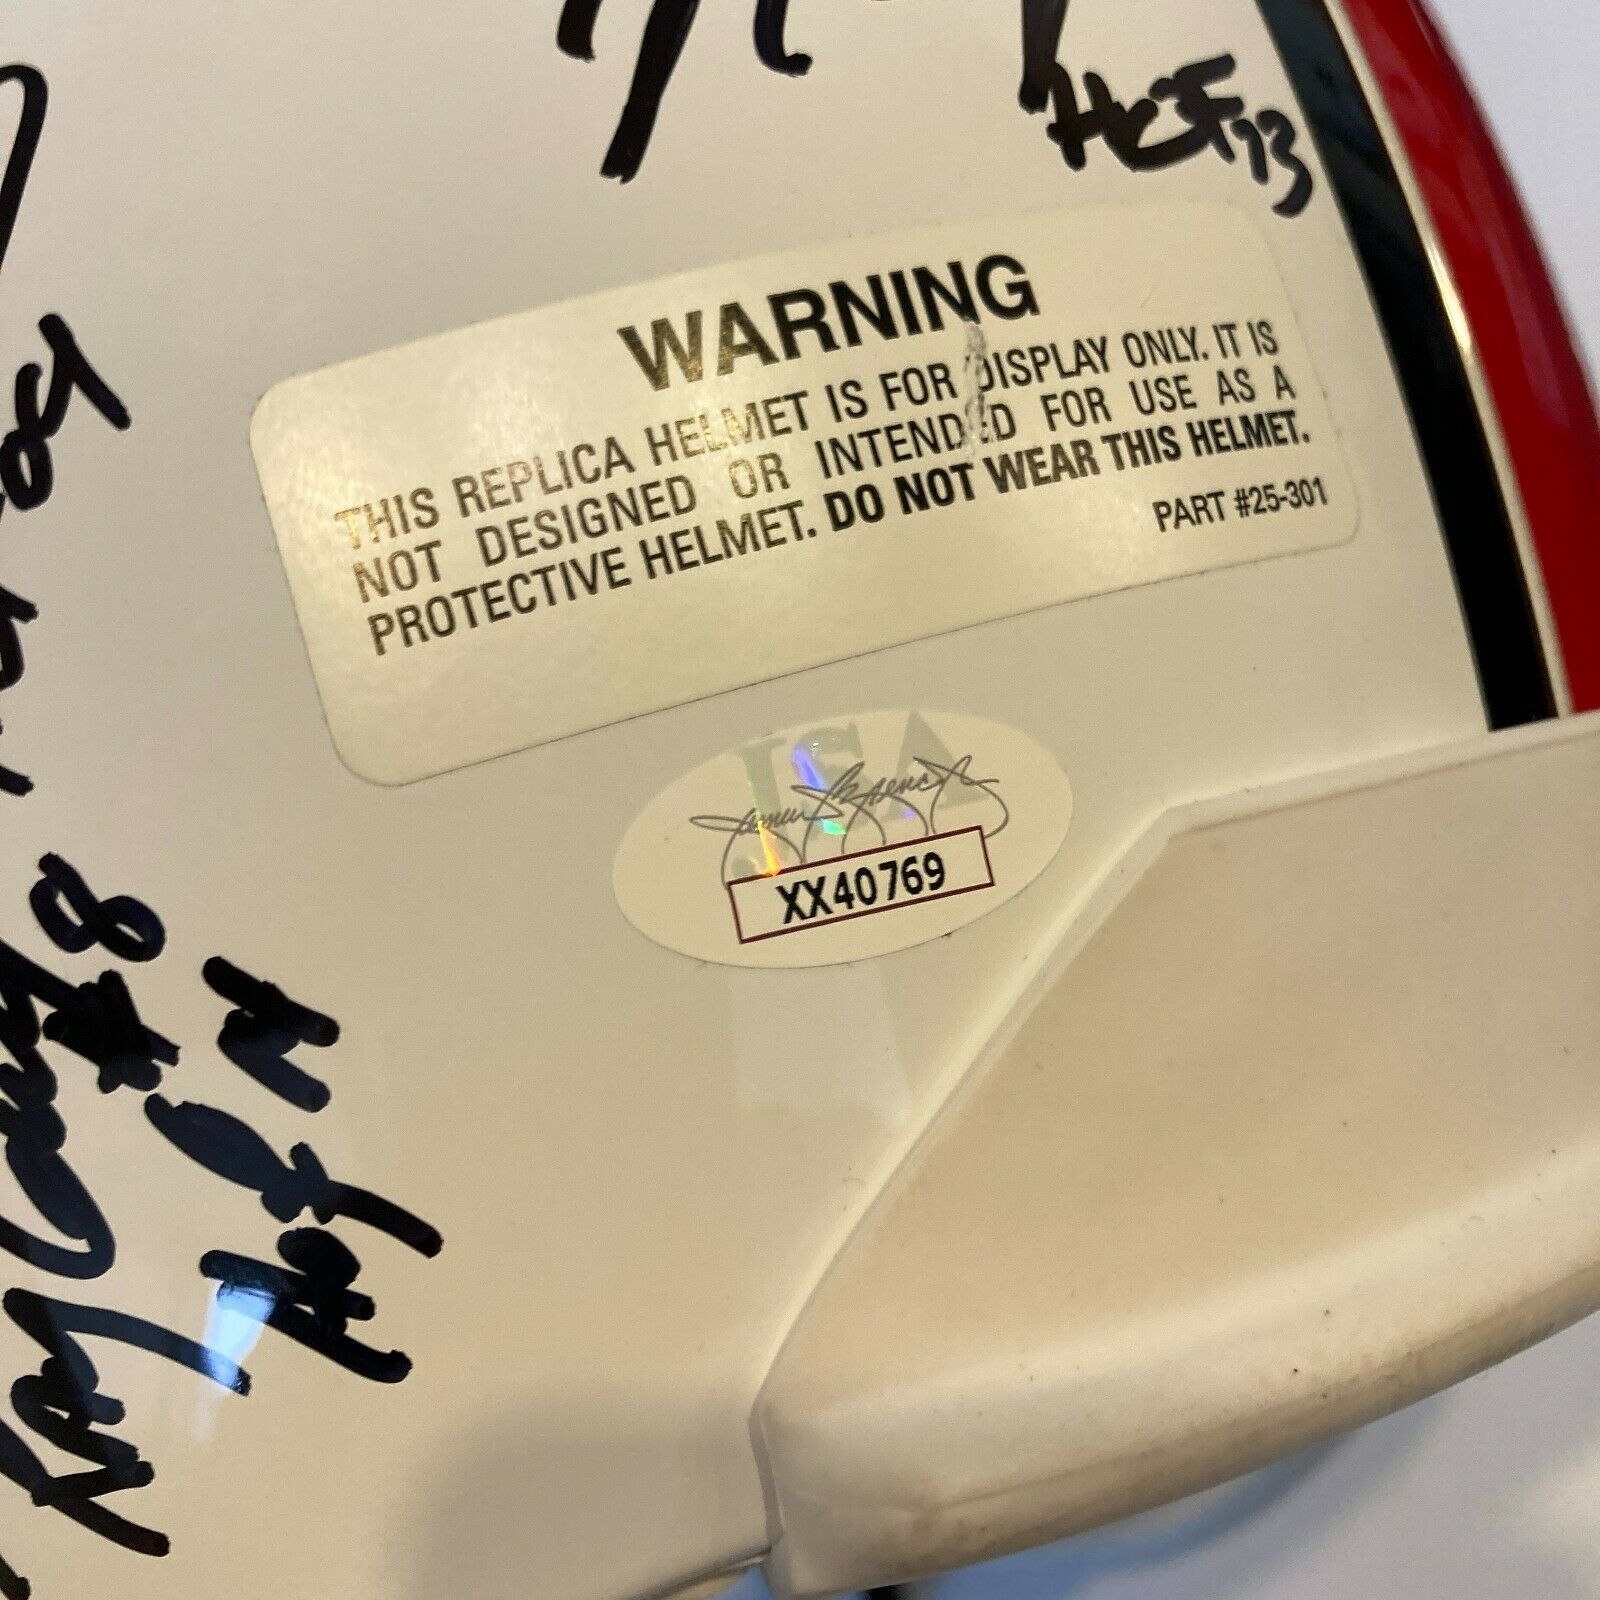 HOF 73
WARNING
THIS REPLICA HELMET IS FOR DISPLAY ONLY. IT IS
NOT DESIGNED OR INTENDED FOR USE AS A
PROTECTIVE HELMET. DO NOT WEAR THIS HELMET.
PART #25-301
JSA
XX40769
#8